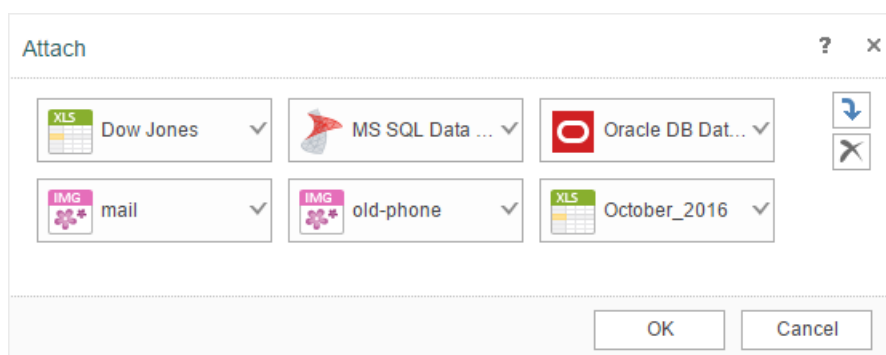 Attach ? ×
XLS Dow Jones MS SQL Data ... Oracle DB Dat...
IMG mail IMG old-phone XLS October_2016
OK Cancel